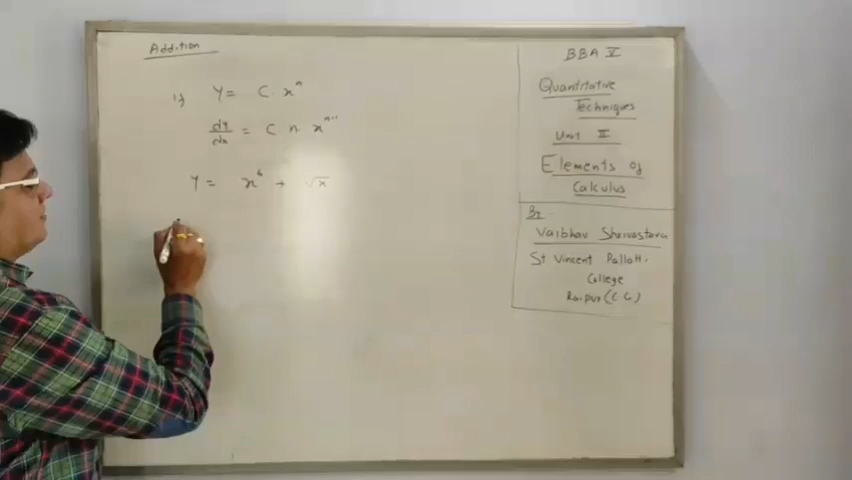 Addition
1) Y = C x^n
dy/dx = C n x^n-1
Y = x^6 + √x
BBA V
Quantitative
Techniques
Unit II
Elements of
Calculus
By
Vaibhav Shrivastava
St Vincent Pallotti
College
Raipur (C G)